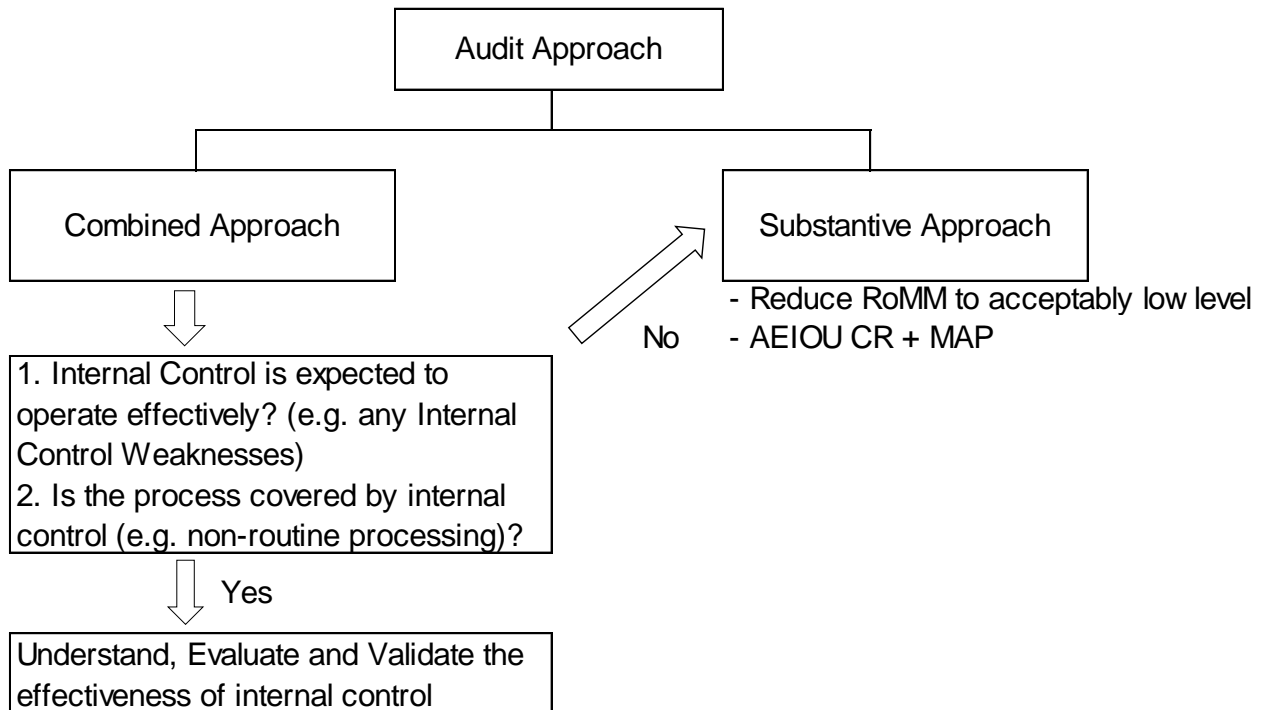 Audit Approach
Combined Approach
Substantive Approach
- Reduce RoMM to acceptably low level
No
- AEIOU CR + MAP
1. Internal Control is expected to
operate effectively? (e.g. any Internal
Control Weaknesses)
2. Is the process covered by internal
control (e.g. non-routine processing)?
Yes
Understand, Evaluate and Validate the
effectiveness of internal control